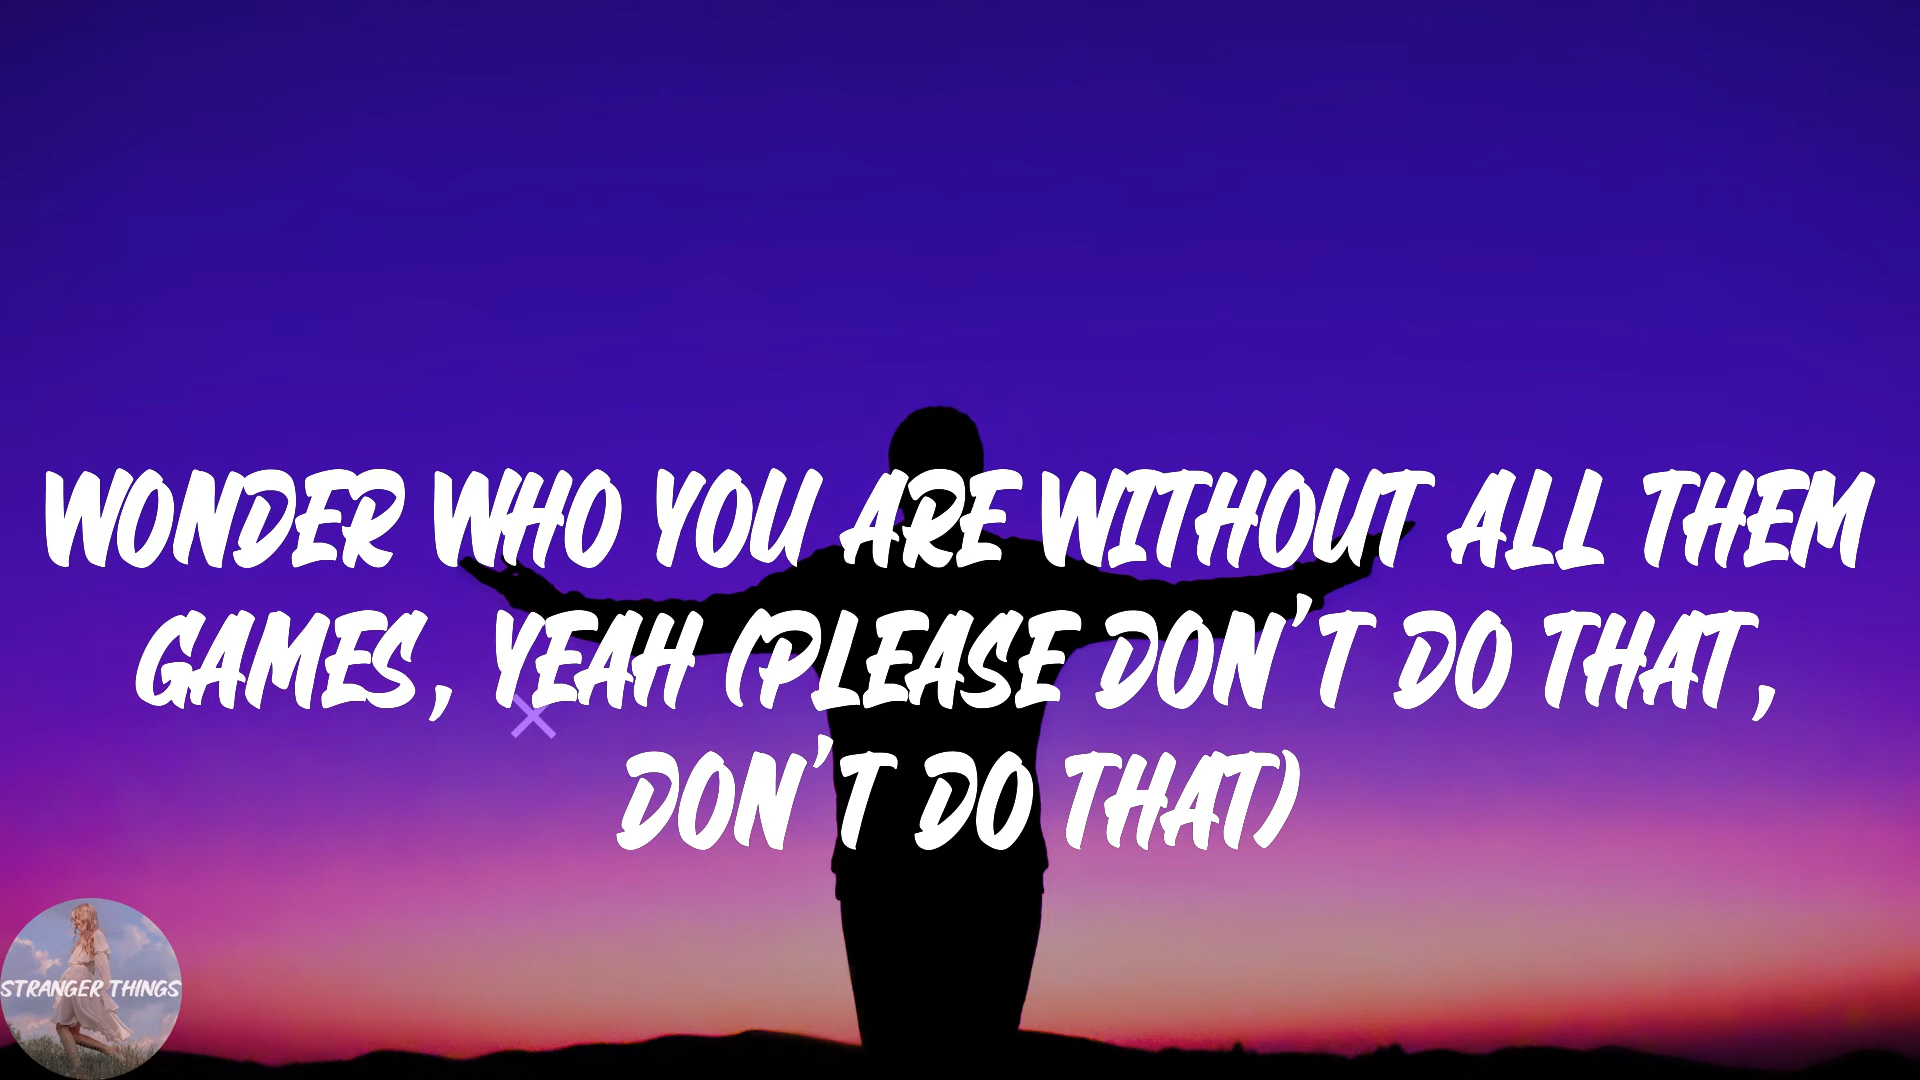 WONDER WHO YOU ARE WITHOUT ALL THEM
GAMES, YEAH (PLEASE DON'T DO THAT,
DON'T DO THAT)
STRANGER THINGS